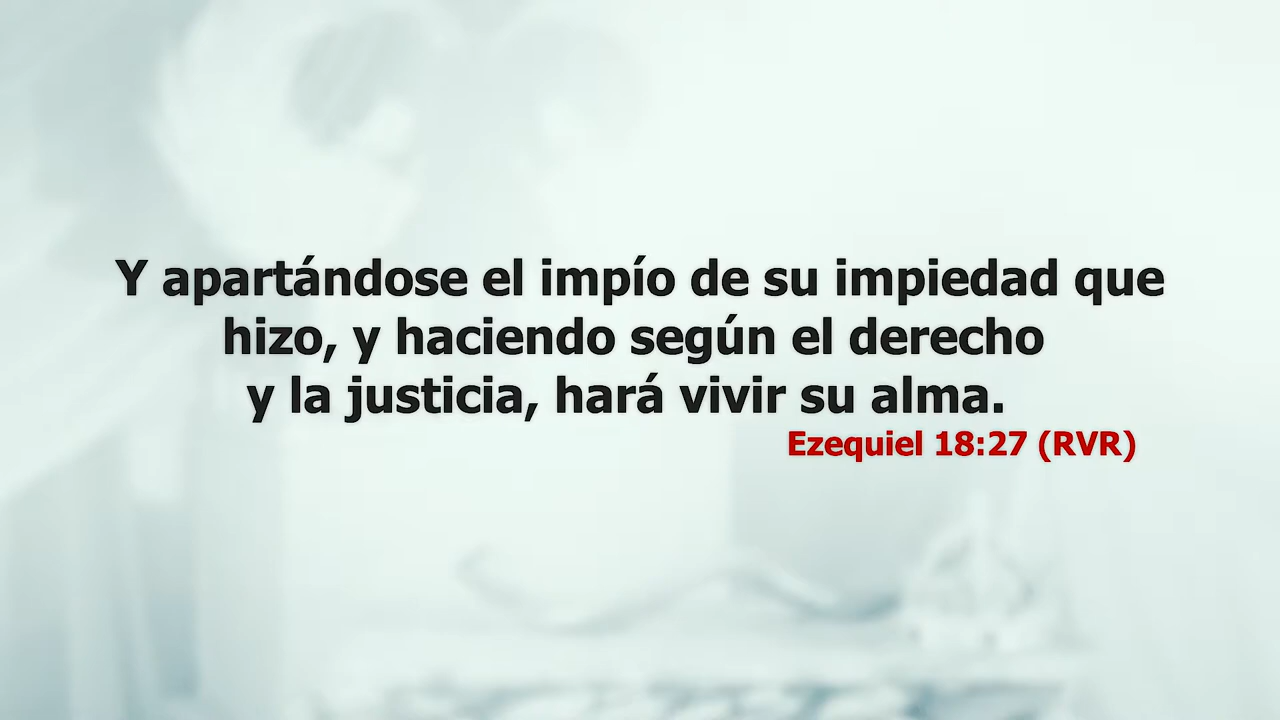 Y apartándose el impío de su impiedad que
hizo, y haciendo según el derecho
y la justicia, hará vivir su alma.
Ezequiel 18:27 (RVR)